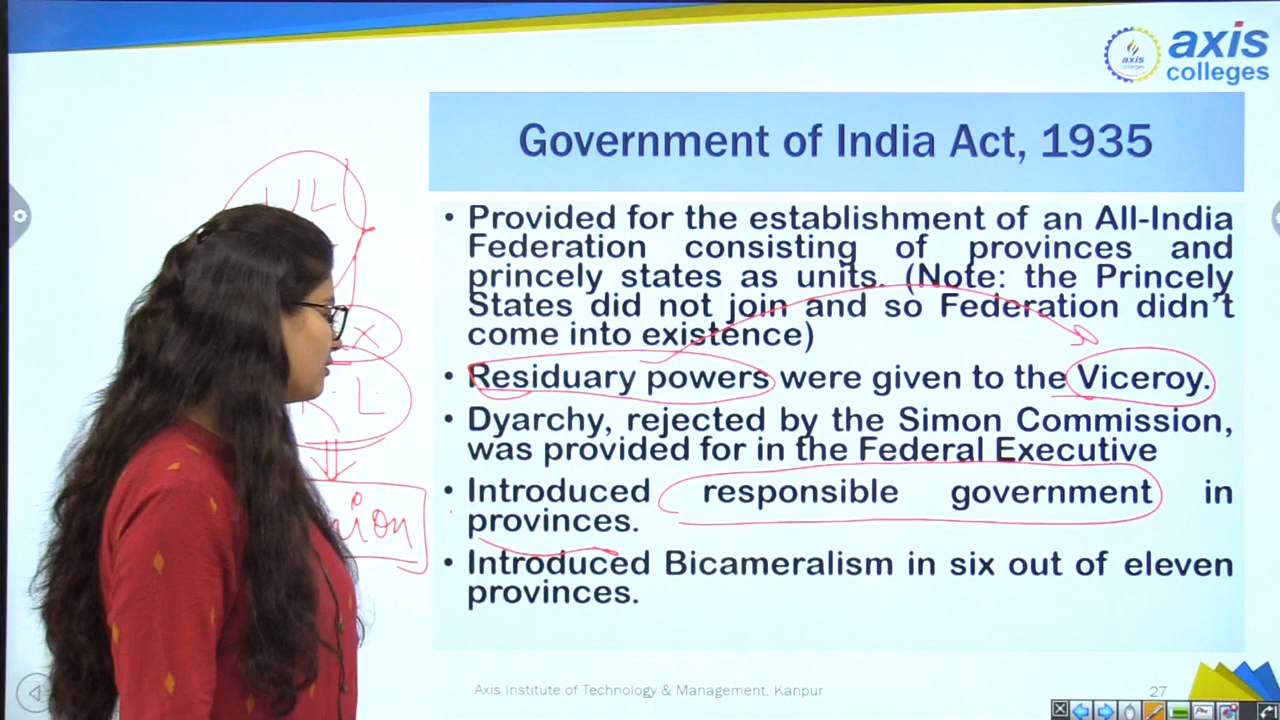 axis
colleges
axis
colleges
Government of India Act, 1935
• Provided for the establishment of an All-India
Federation consisting of provinces and
princely states as units. (Note: the Princely
States did not join and so Federation didn't
come into existence)
• Residuary powers were given to the Viceroy.
• Dyarchy, rejected by the Simon Commission,
was provided for in the Federal Executive
• Introduced responsible government in
provinces.
• Introduced Bicameralism in six out of eleven
provinces.
UL
X
L
Axis Institute of Technology & Management, Kanpur
27